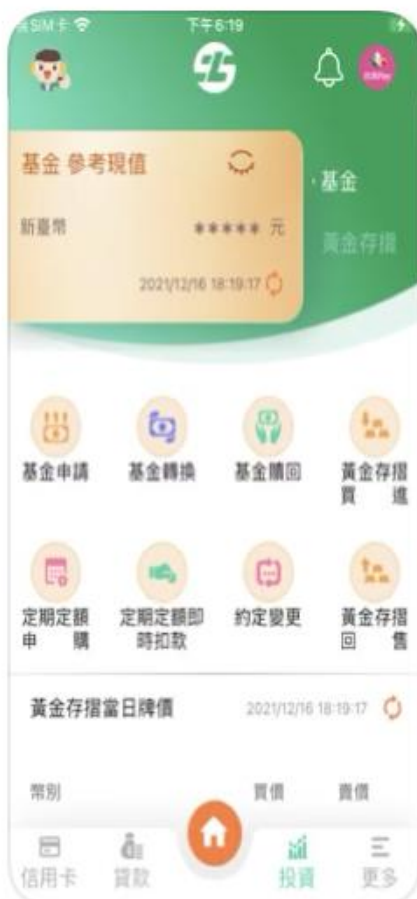 SIM卡 下午6:19
基金 參考現值
・基金
新臺幣 ***** 元
黃金存摺
2021/12/16 18:19:17
基金申請 基金轉換 基金贖回 黃金存摺
買 進
定期定額 定期定額即 約定變更 黃金存摺
申 購 時扣款 回 售
黃金存摺當日牌價 2021/12/16 18:19:17
幣別 買價 賣價
信用卡 貸款 投資 更多